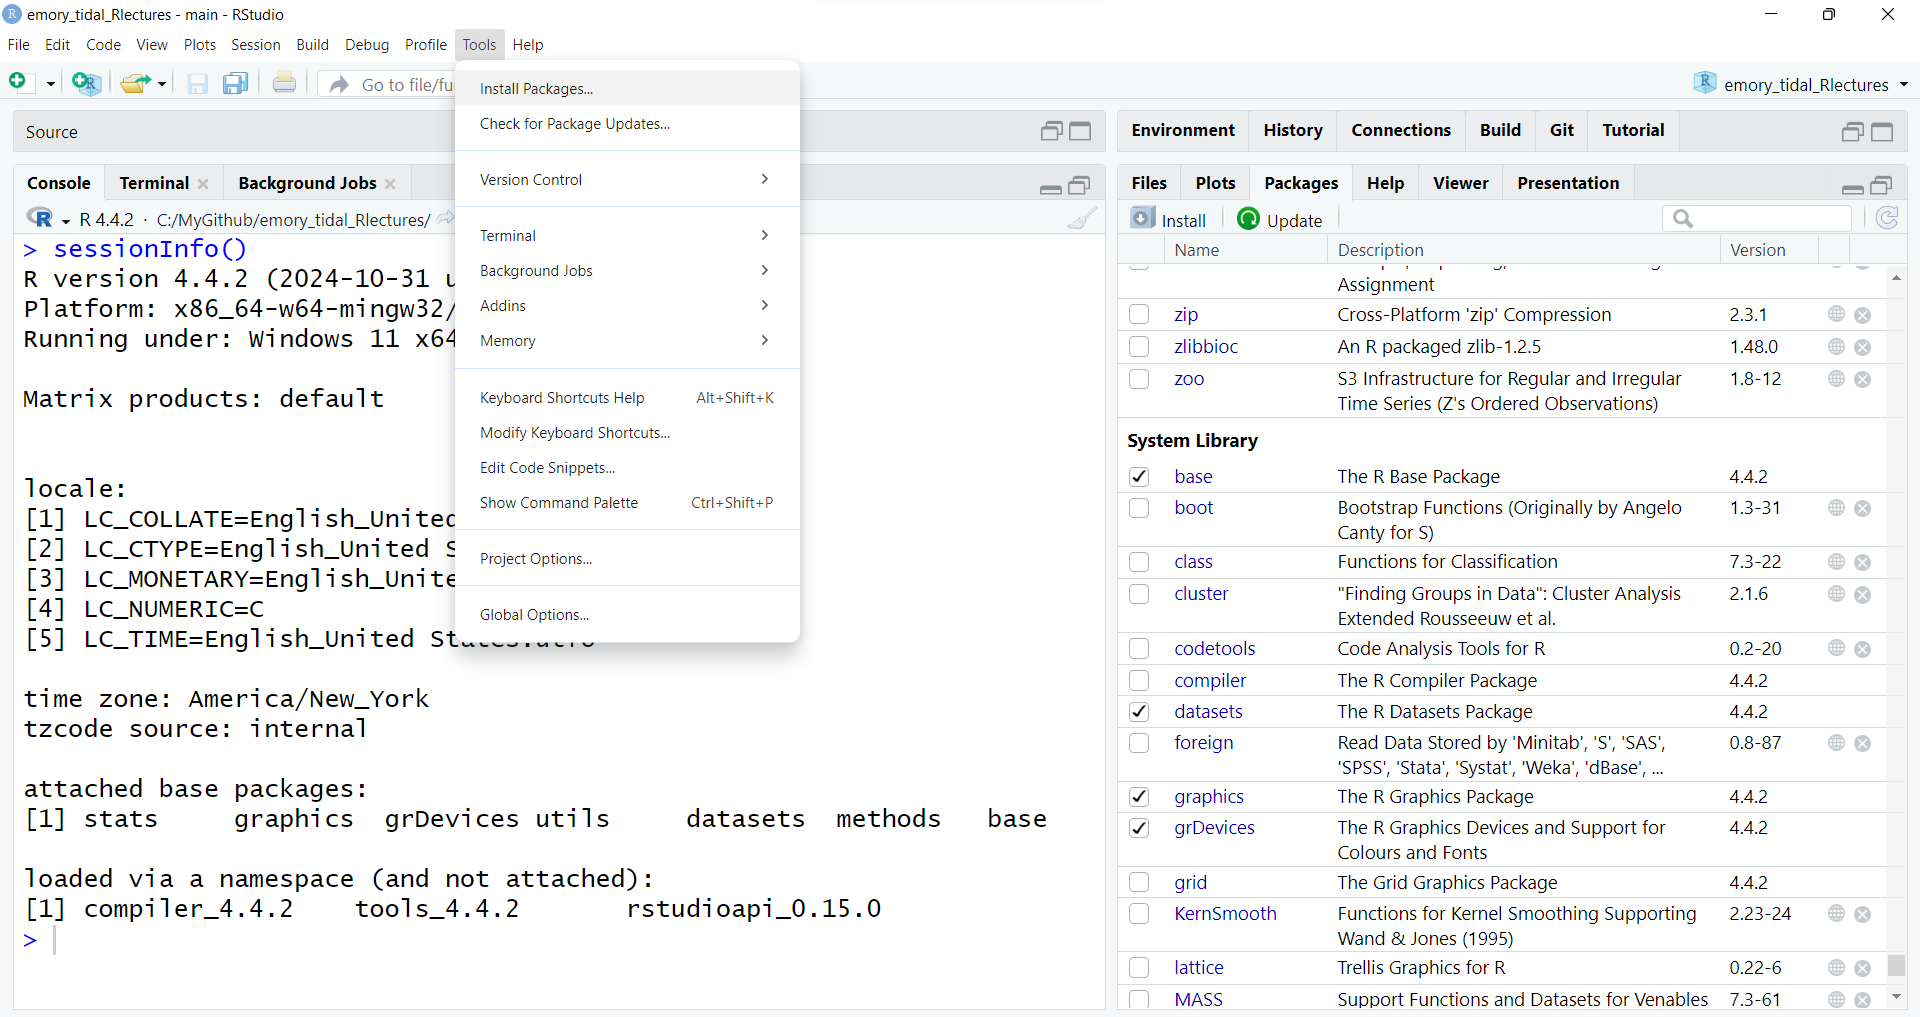 emory_tidal_Rlectures - main - RStudio
File Edit Code View Plots Session Build Debug Profile Tools Help
Go to file/fu
emory_tidal_Rlectures
Install Packages...
Check for Package Updates...
Version Control
Terminal
Background Jobs
Addins
Memory
Keyboard Shortcuts Help Alt+Shift+K
Modify Keyboard Shortcuts...
Edit Code Snippets...
Show Command Palette Ctrl+Shift+P
Project Options...
Global Options...
Source
Console Terminal Background Jobs
R 4.4.2 · C:/MyGithub/emory_tidal_Rlectures/
> sessionInfo()
R version 4.4.2 (2024-10-31 u
Platform: x86_64-w64-mingw32/
Running under: Windows 11 x64
Matrix products: default
locale:
[1] LC_COLLATE=English_United
[2] LC_CTYPE=English_United S
[3] LC_MONETARY=English_Unite
[4] LC_NUMERIC=C
[5] LC_TIME=English_United
time zone: America/New_York
tzcode source: internal
attached base packages:
[1] stats graphics grDevices utils datasets methods base
loaded via a namespace (and not attached):
[1] compiler_4.4.2 tools_4.4.2 rstudioapi_0.15.0
>
Environment History Connections Build Git Tutorial
Files Plots Packages Help Viewer Presentation
Install Update
Name Description Version
Assignment
zip Cross-Platform 'zip' Compression 2.3.1
zlibbioc An R packaged zlib-1.2.5 1.48.0
zoo S3 Infrastructure for Regular and Irregular 1.8-12
Time Series (Z's Ordered Observations)
System Library
base The R Base Package 4.4.2
boot Bootstrap Functions (Originally by Angelo 1.3-31
Canty for S)
class Functions for Classification 7.3-22
cluster "Finding Groups in Data": Cluster Analysis 2.1.6
Extended Rousseeuw et al.
codetools Code Analysis Tools for R 0.2-20
compiler The R Compiler Package 4.4.2
datasets The R Datasets Package 4.4.2
foreign Read Data Stored by 'Minitab', 'S', 'SAS', 0.8-87
'SPSS', 'Stata', 'Systat', 'Weka', 'dBase', ...
graphics The R Graphics Package 4.4.2
grDevices The R Graphics Devices and Support for 4.4.2
Colours and Fonts
grid The Grid Graphics Package 4.4.2
KernSmooth Functions for Kernel Smoothing Supporting 2.23-24
Wand & Jones (1995)
lattice Trellis Graphics for R 0.22-6
MASS Support Functions and Datasets for Venables 7.3-61